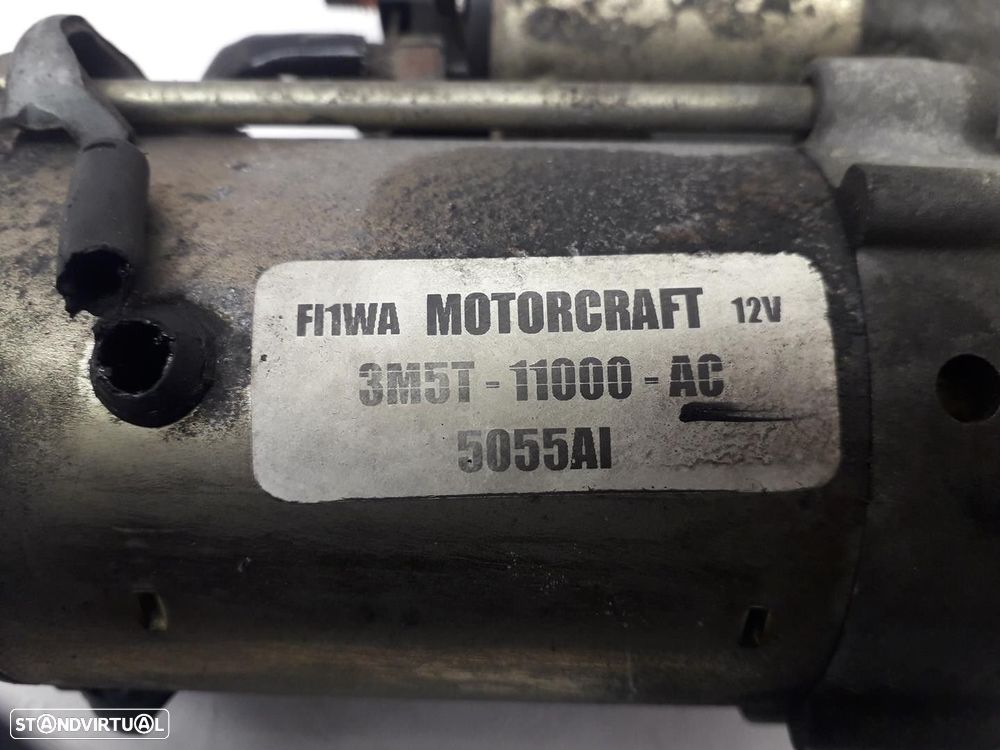 FI1WA MOTORCRAFT 12V
3M5T - 11000 - AC
5055AI
STANDVIRTUAL